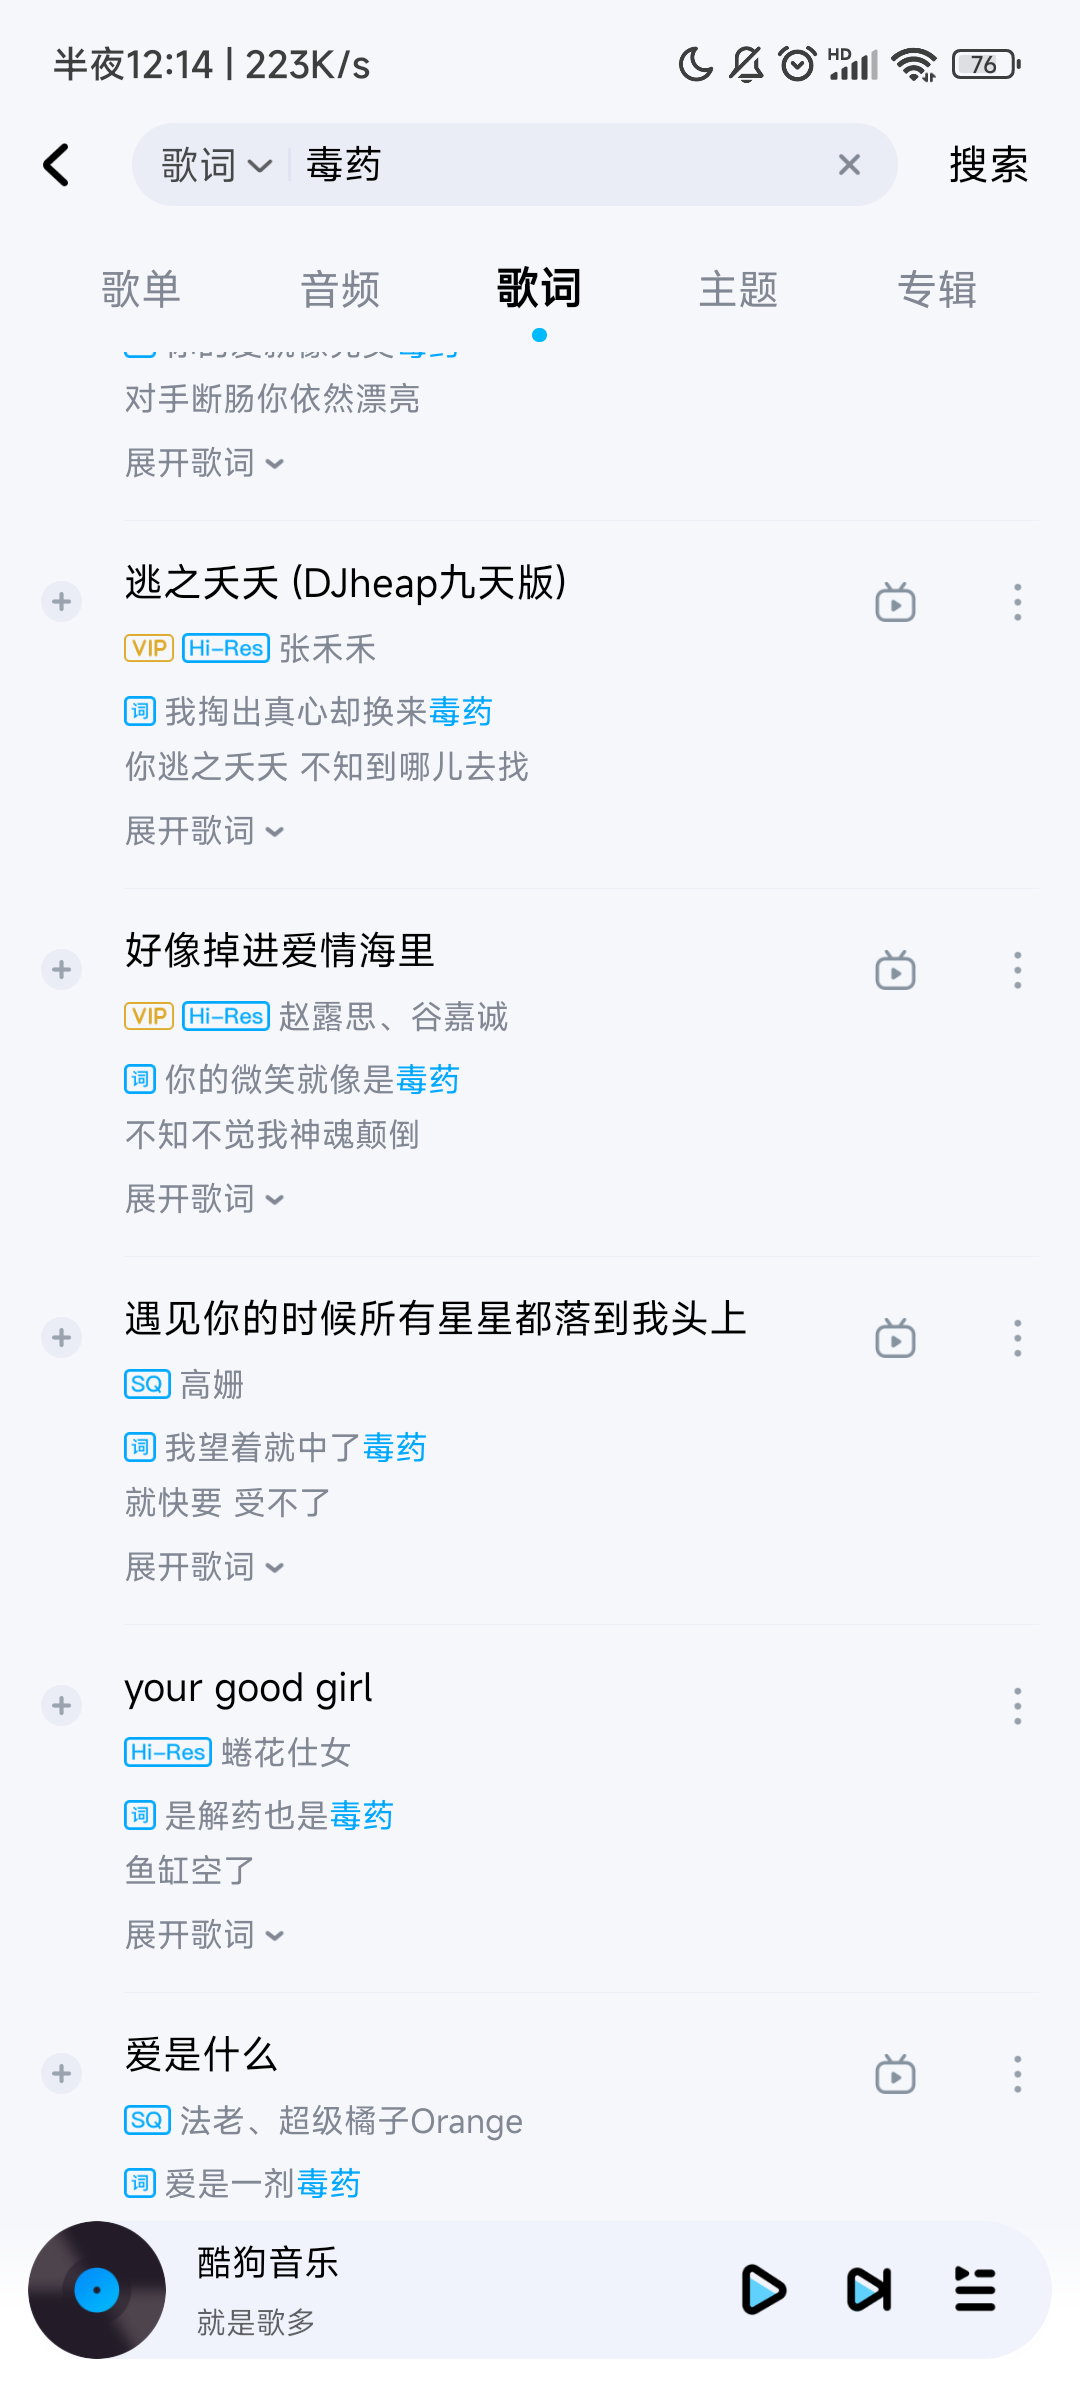 半夜12:14 | 223K/s
HD
76
歌词 毒药
搜索
歌单 音频 歌词 主题 专辑
对手断肠你依然漂亮
展开歌词
逃之夭夭 (DJheap九天版)
VIP Hi-Res 张禾禾
词 我掏出真心却换来毒药
你逃之夭夭 不知到哪儿去找
展开歌词
好像掉进爱情海里
VIP Hi-Res 赵露思、谷嘉诚
词 你的微笑就像是毒药
不知不觉我神魂颠倒
展开歌词
遇见你的时候所有星星都落到我头上
SQ 高姗
词 我望着就中了毒药
就快要 受不了
展开歌词
your good girl
Hi-Res 蜷花仕女
词 是解药也是毒药
鱼缸空了
展开歌词
爱是什么
SQ 法老、超级橘子Orange
词 爱是一剂毒药
酷狗音乐
就是歌多